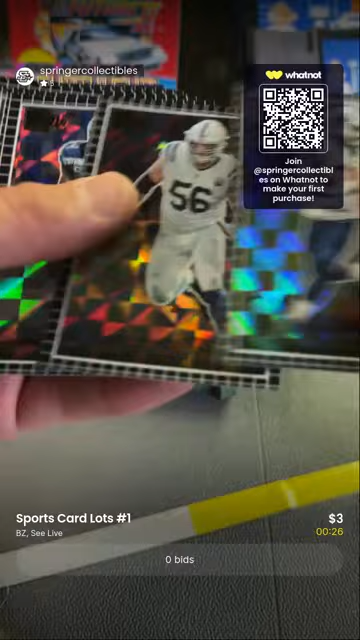 springercollectibles
whatnot
Join
@springercollectibl
es on Whatnot to
make your first
purchase!
56
Sports Card Lots #1
$3
BZ, See Live
00:26
0 bids